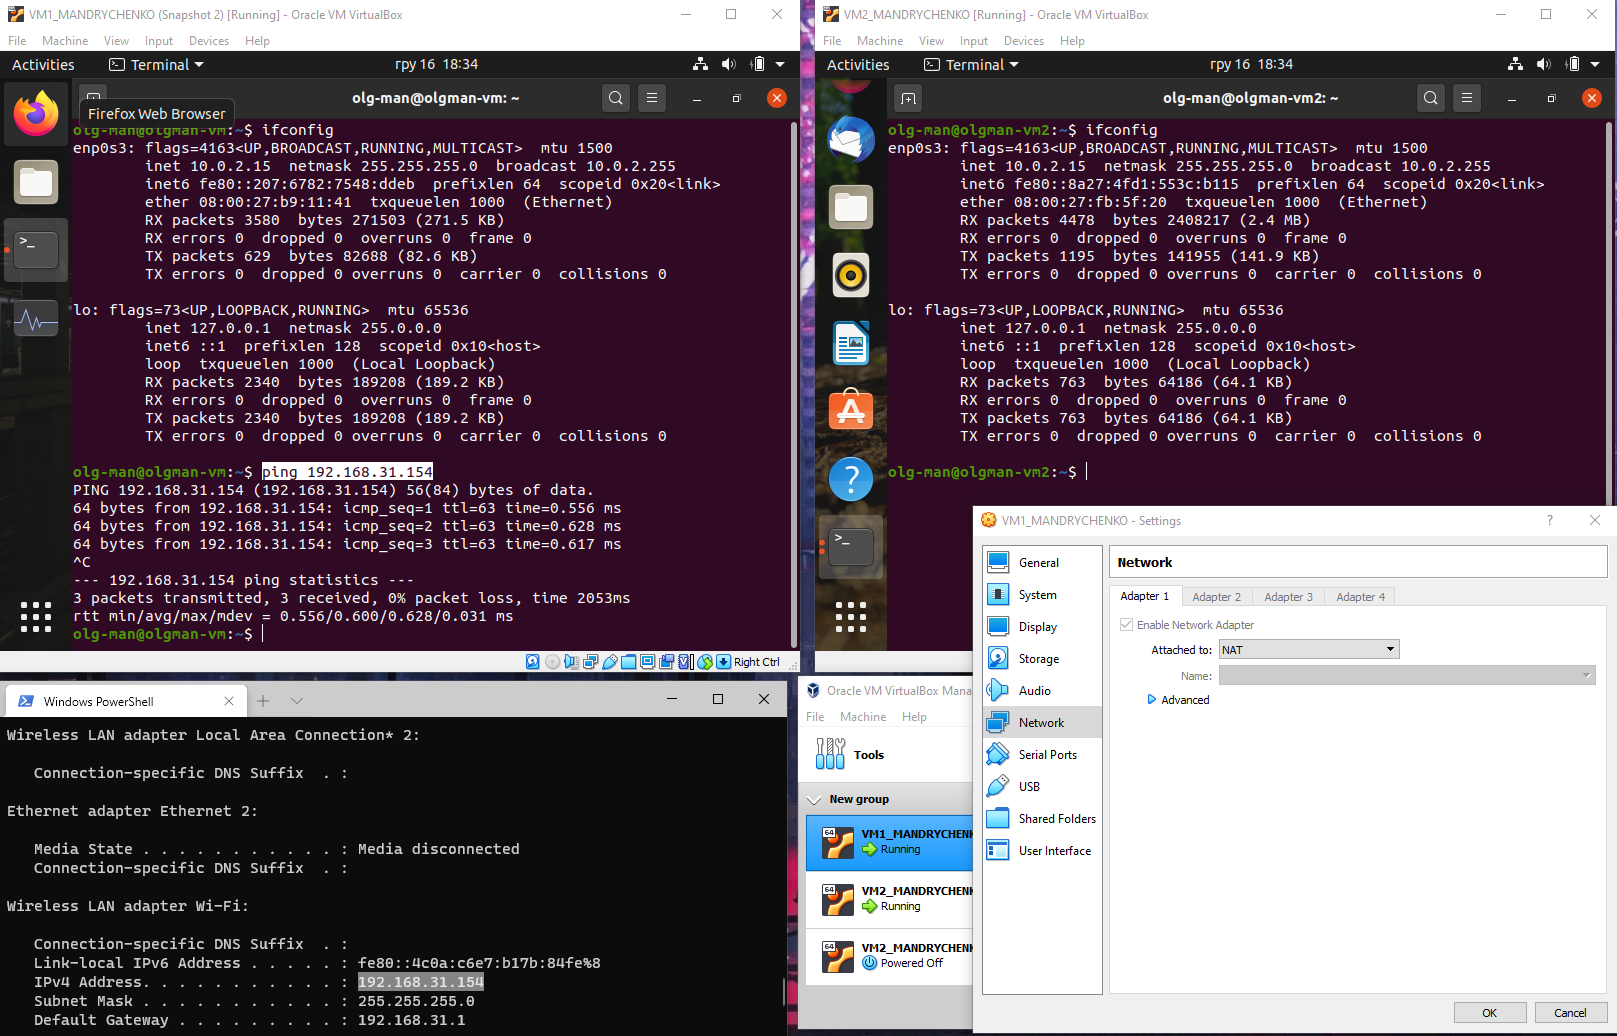 VM1_MANDRYCHENKO (Snapshot 2) [Running] - Oracle VM VirtualBox
File Machine View Input Devices Help
Activities Terminal гру 16 18:34
olg-man@olgman-vm: ~
Firefox Web Browser
olg-man@olgman-vm:~$ ifconfig
enp0s3: flags=4163<UP,BROADCAST,RUNNING,MULTICAST>  mtu 1500
inet 10.0.2.15  netmask 255.255.255.0  broadcast 10.0.2.255
inet6 fe80::207:6782:7548:ddeb  prefixlen 64  scopeid 0x20<link>
ether 08:00:27:b9:11:41  txqueuelen 1000  (Ethernet)
RX packets 3580  bytes 271503 (271.5 KB)
RX errors 0  dropped 0  overruns 0  frame 0
TX packets 629  bytes 82688 (82.6 KB)
TX errors 0  dropped 0 overruns 0  carrier 0  collisions 0
lo: flags=73<UP,LOOPBACK,RUNNING>  mtu 65536
inet 127.0.0.1  netmask 255.0.0.0
inet6 ::1  prefixlen 128  scopeid 0x10<host>
loop  txqueuelen 1000  (Local Loopback)
RX packets 2340  bytes 189208 (189.2 KB)
RX errors 0  dropped 0  overruns 0  frame 0
TX packets 2340  bytes 189208 (189.2 KB)
TX errors 0  dropped 0 overruns 0  carrier 0  collisions 0
olg-man@olgman-vm:~$ ping 192.168.31.154
PING 192.168.31.154 (192.168.31.154) 56(84) bytes of data.
64 bytes from 192.168.31.154: icmp_seq=1 ttl=63 time=0.556 ms
64 bytes from 192.168.31.154: icmp_seq=2 ttl=63 time=0.628 ms
64 bytes from 192.168.31.154: icmp_seq=3 ttl=63 time=0.617 ms
^C
--- 192.168.31.154 ping statistics ---
3 packets transmitted, 3 received, 0% packet loss, time 2053ms
rtt min/avg/max/mdev = 0.556/0.600/0.628/0.031 ms
olg-man@olgman-vm:~$
Right Ctrl
VM2_MANDRYCHENKO [Running] - Oracle VM VirtualBox
File Machine View Input Devices Help
Activities Terminal гру 16 18:34
olg-man@olgman-vm2: ~
olg-man@olgman-vm2:~$ ifconfig
enp0s3: flags=4163<UP,BROADCAST,RUNNING,MULTICAST>  mtu 1500
inet 10.0.2.15  netmask 255.255.255.0  broadcast 10.0.2.255
inet6 fe80::8a27:4fd1:553c:b115  prefixlen 64  scopeid 0x20<link>
ether 08:00:27:fb:5f:20  txqueuelen 1000  (Ethernet)
RX packets 4478  bytes 2408217 (2.4 MB)
RX errors 0  dropped 0  overruns 0  frame 0
TX packets 1195  bytes 141955 (141.9 KB)
TX errors 0  dropped 0 overruns 0  carrier 0  collisions 0
lo: flags=73<UP,LOOPBACK,RUNNING>  mtu 65536
inet 127.0.0.1  netmask 255.0.0.0
inet6 ::1  prefixlen 128  scopeid 0x10<host>
loop  txqueuelen 1000  (Local Loopback)
RX packets 763  bytes 64186 (64.1 KB)
RX errors 0  dropped 0  overruns 0  frame 0
TX packets 763  bytes 64186 (64.1 KB)
TX errors 0  dropped 0 overruns 0  carrier 0  collisions 0
olg-man@olgman-vm2:~$
Windows PowerShell
Wireless LAN adapter Local Area Connection* 2:
Connection-specific DNS Suffix  . :
Ethernet adapter Ethernet 2:
Media State . . . . . . . . . . . : Media disconnected
Connection-specific DNS Suffix  . :
Wireless LAN adapter Wi-Fi:
Connection-specific DNS Suffix  . :
Link-local IPv6 Address . . . . . : fe80::4c0a:c6e7:b17b:84fe%8
IPv4 Address. . . . . . . . . . . : 192.168.31.154
Subnet Mask . . . . . . . . . . . : 255.255.255.0
Default Gateway . . . . . . . . . : 192.168.31.1
Oracle VM VirtualBox Mana
File Machine Help
Tools
New group
64 VM1_MANDRYCHENK
Running
64 VM2_MANDRYCHENK
Running
64 VM2_MANDRYCHENK
Powered Off
VM1_MANDRYCHENKO - Settings
General
System
Display
Storage
Audio
Network
Serial Ports
USB
Shared Folders
User Interface
Network
Adapter 1 Adapter 2 Adapter 3 Adapter 4
Enable Network Adapter
Attached to: NAT
Name:
Advanced
OK Cancel